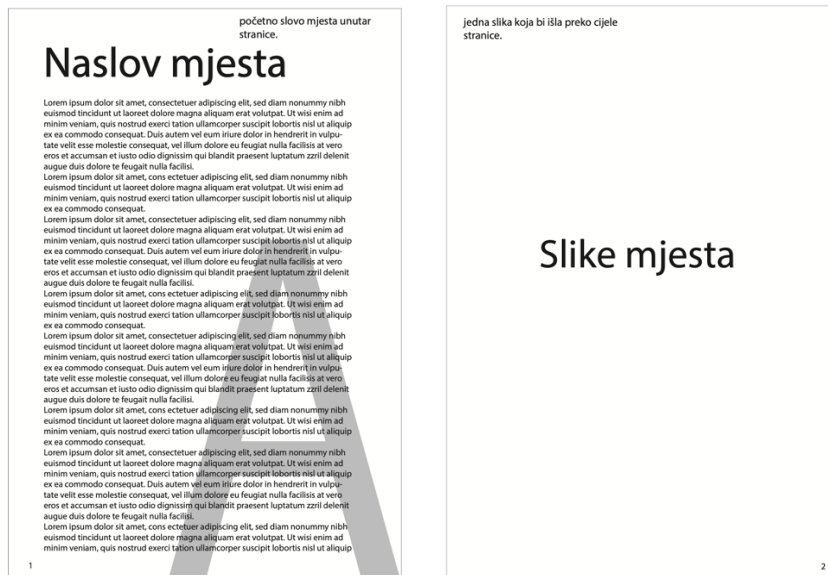 početno slovo mjesta unutar
stranice.
Naslov mjesta
Lorem ipsum dolor sit amet, consectetuer adipiscing elit, sed diam nonummy nibh
euismod tincidunt ut laoreet dolore magna aliquam erat volutpat. Ut wisi enim ad
minim veniam, quis nostrud exerci tation ullamcorper suscipit lobortis nisl ut aliquip
ex ea commodo consequat. Duis autem vel eum iriure dolor in hendrerit in vulpu-
tate velit esse molestie consequat, vel illum dolore eu feugiat nulla facilisis at vero
eros et accumsan et iusto odio dignissim qui blandit praesent luptatum zzril delenit
augue duis dolore te feugait nulla facilisi.
Lorem ipsum dolor sit amet, cons ectetuer adipiscing elit, sed diam nonummy nibh
euismod tincidunt ut laoreet dolore magna aliquam erat volutpat. Ut wisi enim ad
minim veniam, quis nostrud exerci tation ullamcorper suscipit lobortis nisl ut aliquip
ex ea commodo consequat.
Lorem ipsum dolor sit amet, consectetuer adipiscing elit, sed diam nonummy nibh
euismod tincidunt ut laoreet dolore magna aliquam erat volutpat. Ut wisi enim ad
minim veniam, quis nostrud exerci tation ullamcorper suscipit lobortis nisl ut aliquip
ex ea commodo consequat. Duis autem vel eum iriure dolor in hendrerit in vulpu-
tate velit esse molestie consequat, vel illum dolore eu feugiat nulla facilisis at vero
eros et accumsan et iusto odio dignissim qui blandit praesent luptatum zzril delenit
augue duis dolore te feugait nulla facilisi.
Lorem ipsum dolor sit amet, cons ectetuer adipiscing elit, sed diam nonummy nibh
euismod tincidunt ut laoreet dolore magna aliquam erat volutpat. Ut wisi enim ad
minim veniam, quis nostrud exerci tation ullamcorper suscipit lobortis nisl ut aliquip
ex ea commodo consequat.
Lorem ipsum dolor sit amet, consectetuer adipiscing elit, sed diam nonummy nibh
euismod tincidunt ut laoreet dolore magna aliquam erat volutpat. Ut wisi enim ad
minim veniam, quis nostrud exerci tation ullamcorper suscipit lobortis nisl ut aliquip
ex ea commodo consequat. Duis autem vel eum iriure dolor in hendrerit in vulpu-
tate velit esse molestie consequat, vel illum dolore eu feugiat nulla facilisis at vero
eros et accumsan et iusto odio dignissim qui blandit praesent luptatum zzril delenit
augue duis dolore te feugait nulla facilisi.
Lorem ipsum dolor sit amet, cons ectetuer adipiscing elit, sed diam nonummy nibh
euismod tincidunt ut laoreet dolore magna aliquam erat volutpat. Ut wisi enim ad
minim veniam, quis nostrud exerci tation ullamcorper suscipit lobortis nisl ut aliquip
ex ea commodo consequat.
Lorem ipsum dolor sit amet, consectetuer adipiscing elit, sed diam nonummy nibh
euismod tincidunt ut laoreet dolore magna aliquam erat volutpat. Ut wisi enim ad
minim veniam, quis nostrud exerci tation ullamcorper suscipit lobortis nisl ut aliquip
ex ea commodo consequat. Duis autem vel eum iriure dolor in hendrerit in vulpu-
tate velit esse molestie consequat, vel illum dolore eu feugiat nulla facilisis at vero
eros et accumsan et iusto odio dignissim qui blandit praesent luptatum zzril delenit
augue duis dolore te feugait nulla facilisi.
Lorem ipsum dolor sit amet, cons ectetuer adipiscing elit, sed diam nonummy nibh
euismod tincidunt ut laoreet dolore magna aliquam erat volutpat. Ut wisi enim ad
minim veniam, quis nostrud exerci tation ullamcorper suscipit lobortis nisl ut aliquip
A
1
jedna slika koja bi išla preko cijele
stranice.
Slike mjesta
2